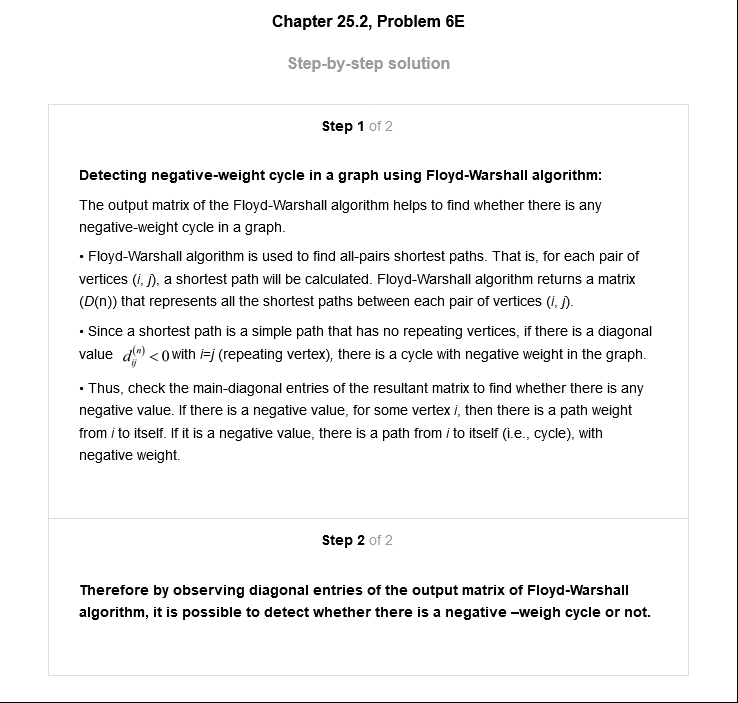 Chapter 25.2, Problem 6E
Step-by-step solution
Step 1 of 2
Detecting negative-weight cycle in a graph using Floyd-Warshall algorithm:
The output matrix of the Floyd-Warshall algorithm helps to find whether there is any
negative-weight cycle in a graph.
• Floyd-Warshall algorithm is used to find all-pairs shortest paths. That is, for each pair of
vertices (i, j), a shortest path will be calculated. Floyd-Warshall algorithm returns a matrix
(D(n)) that represents all the shortest paths between each pair of vertices (i, j).
• Since a shortest path is a simple path that has no repeating vertices, if there is a diagonal
value d_{ij}^{(n)} < 0 with i=j (repeating vertex), there is a cycle with negative weight in the graph.
• Thus, check the main-diagonal entries of the resultant matrix to find whether there is any
negative value. If there is a negative value, for some vertex i, then there is a path weight
from i to itself. If it is a negative value, there is a path from i to itself (i.e., cycle), with
negative weight.
Step 2 of 2
Therefore by observing diagonal entries of the output matrix of Floyd-Warshall
algorithm, it is possible to detect whether there is a negative –weigh cycle or not.